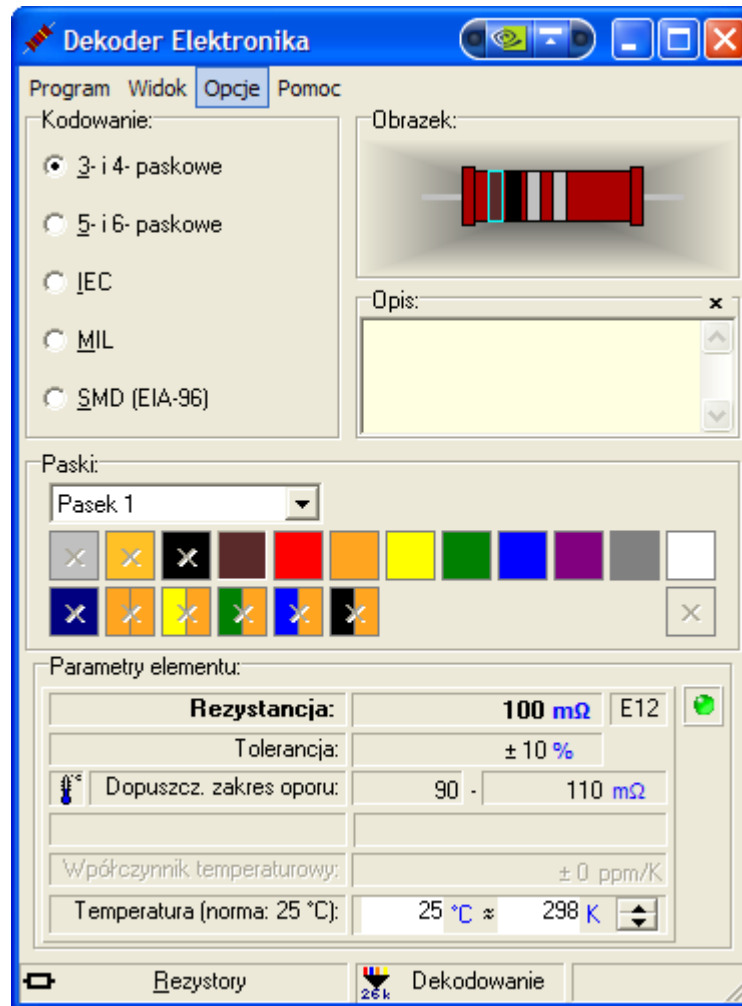 Dekoder Elektronika
Program Widok Opcje Pomoc
Kodowanie:
3- i 4- paskowe
5- i 6- paskowe
IEC
MIL
SMD (EIA-96)
Obrazek:
Opis:
Paski:
Pasek 1
Parametry elementu:
Rezystancja: 100 mΩ E12
Tolerancja: ± 10 %
Dopuszcz. zakres oporu: 90 - 110 mΩ
Wpółczynnik temperaturowy: ± 0 ppm/K
Temperatura (norma: 25 °C): 25 °C ≈ 298 K
Rezystory 26k Dekodowanie